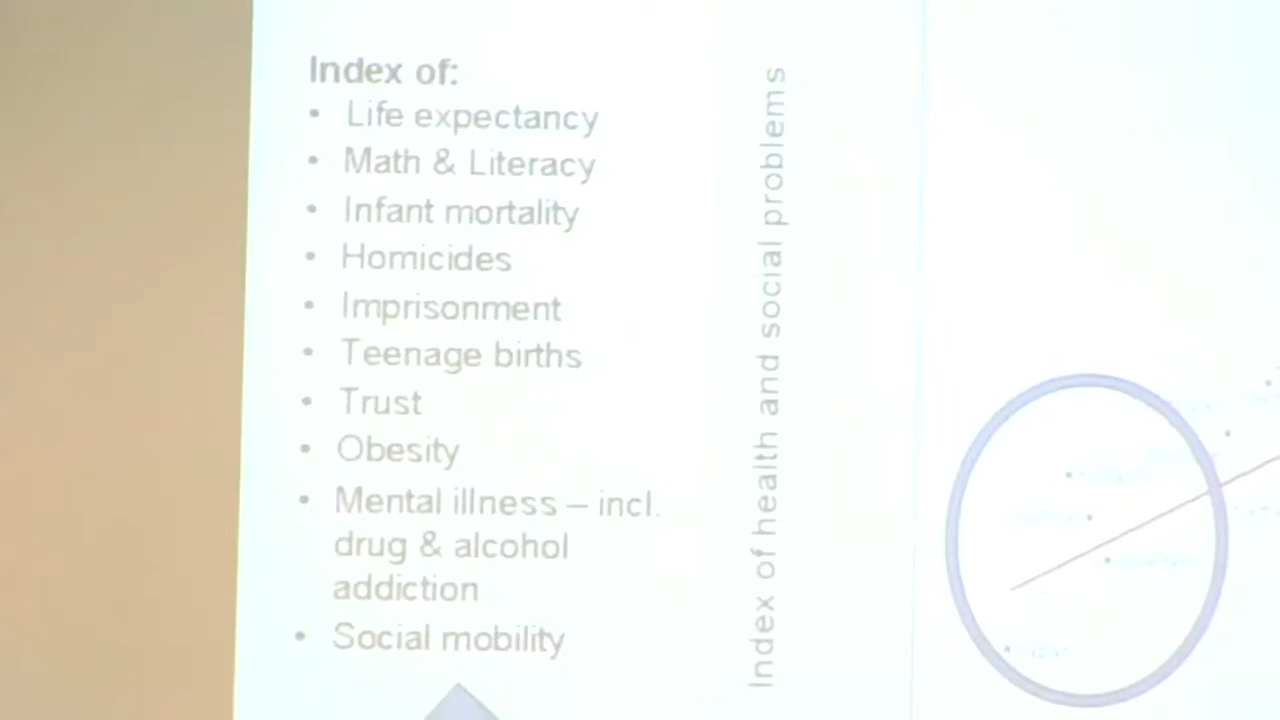 Index of:
• Life expectancy
• Math & Literacy
• Infant mortality
• Homicides
• Imprisonment
• Teenage births
• Trust
• Obesity
• Mental illness – incl.
drug & alcohol
addiction
• Social mobility
Index of health and social problems